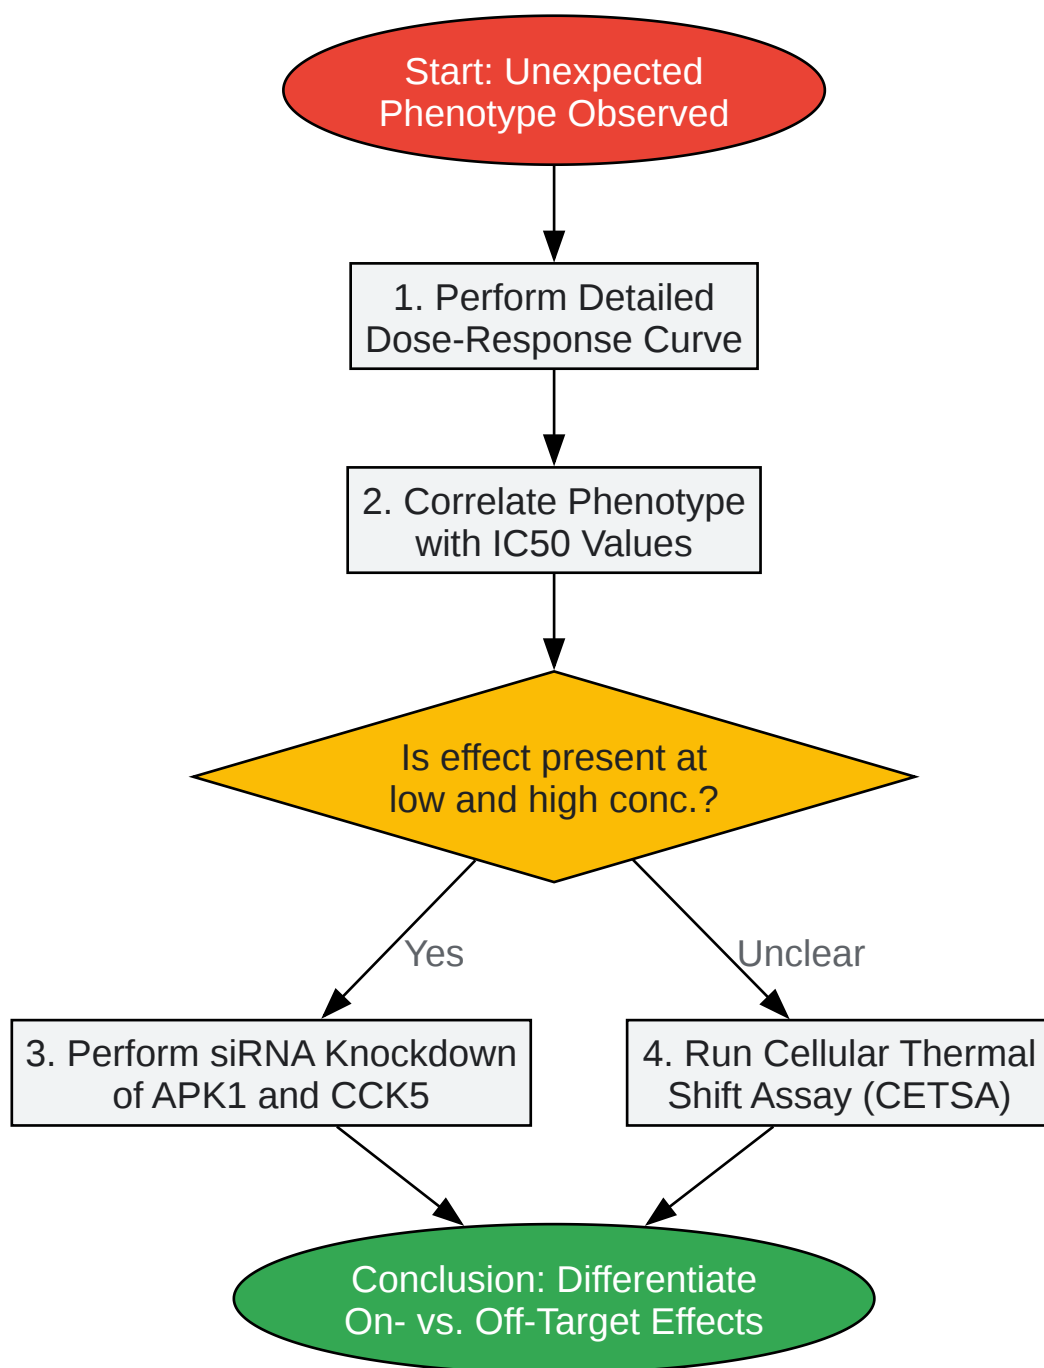 Start: Unexpected
Phenotype Observed
1. Perform Detailed
Dose-Response Curve
2. Correlate Phenotype
with IC50 Values
Is effect present at
low and high conc.?
Yes
Unclear
3. Perform siRNA Knockdown
of APK1 and CCK5
4. Run Cellular Thermal
Shift Assay (CETSA)
Conclusion: Differentiate
On- vs. Off-Target Effects